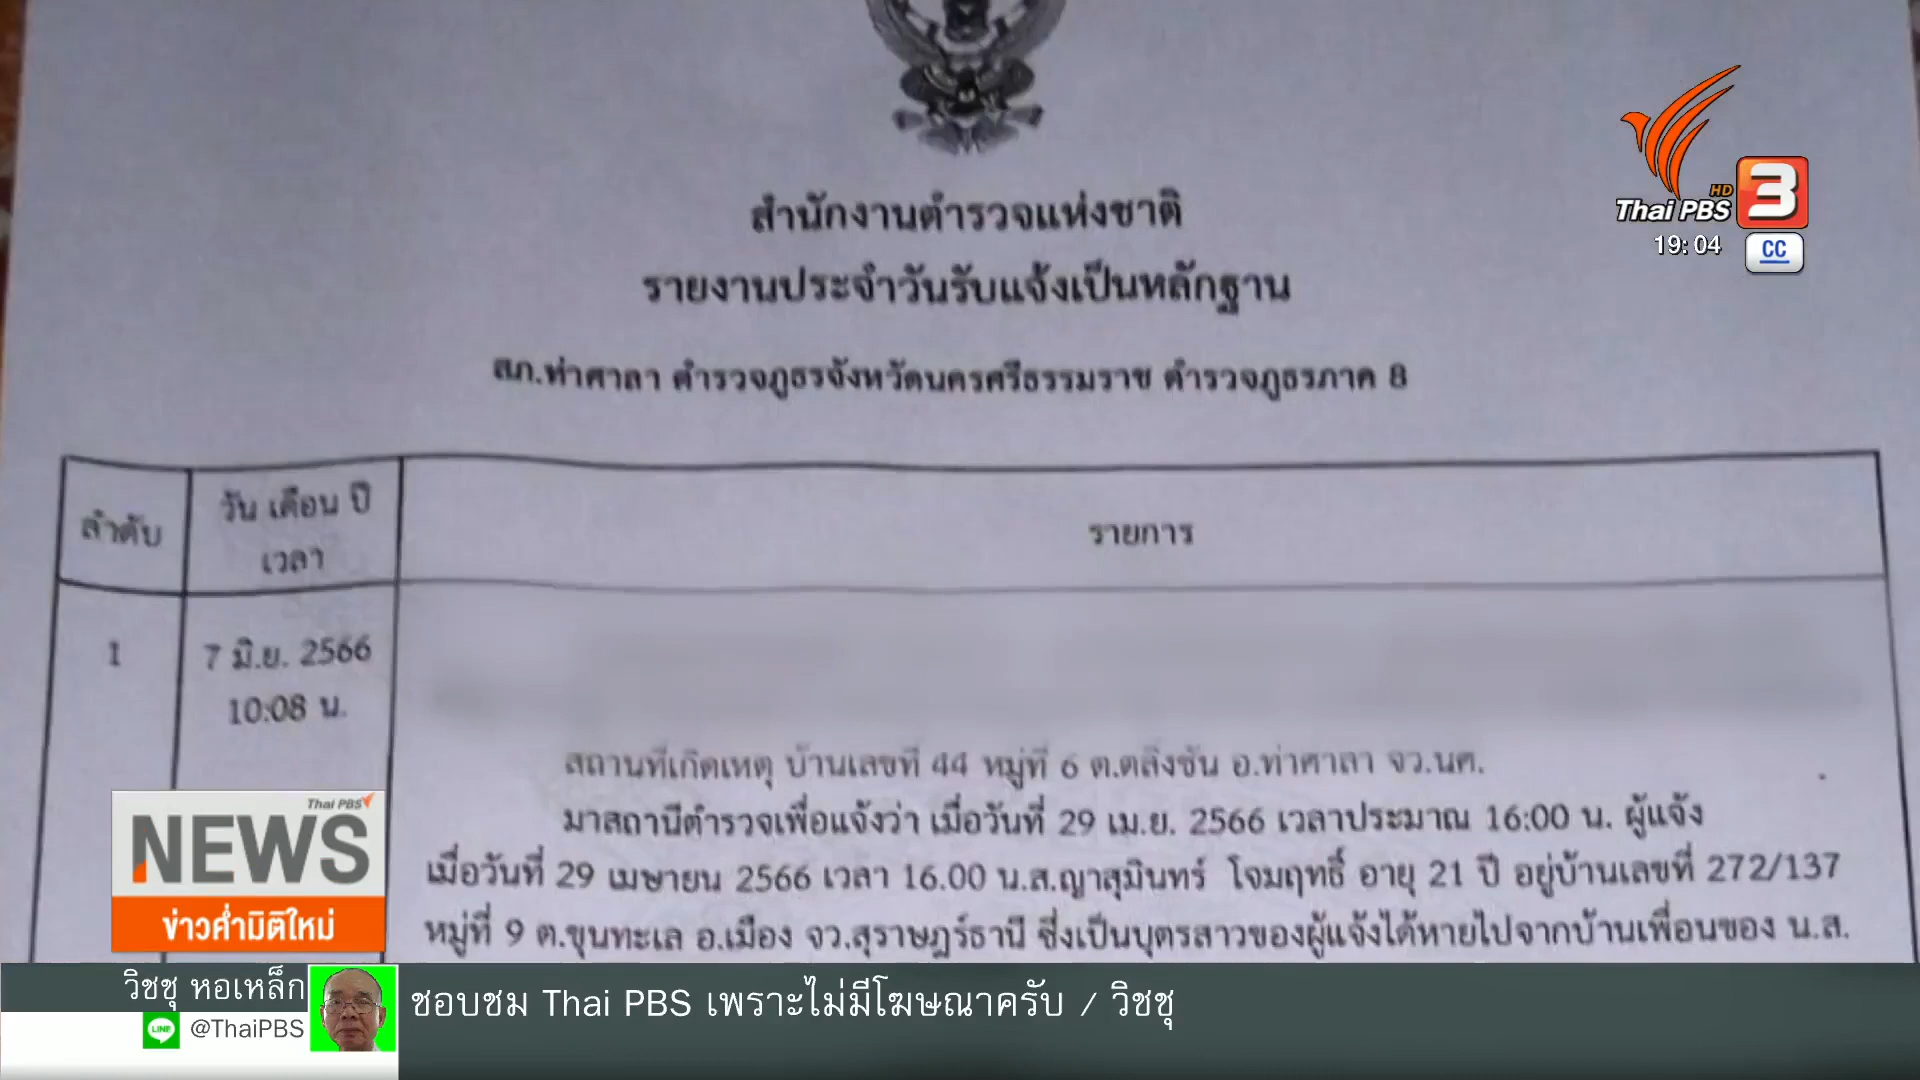 สำนักงานตำรวจแห่งชาติ
รายงานประจำวันรับแจ้งเป็นหลักฐาน
สภ.ท่าศาลา ตำรวจภูธรจังหวัดนครศรีธรรมราช ตำรวจภูธรภาค 8
Thai PBS HD 3
19:04 CC
ลำดับ
วัน เดือน ปี
เวลา
รายการ
1
7 มิ.ย. 2566
10:08 น.
สถานที่เกิดเหตุ บ้านเลขที่ 44 หมู่ที่ 6 ต.ตลิ่งชัน อ.ท่าศาลา จว.นศ.
มาสถานีตำรวจเพื่อแจ้งว่า เมื่อวันที่ 29 เม.ย. 2566 เวลาประมาณ 16:00 น. ผู้แจ้ง
เมื่อวันที่ 29 เมษายน 2566 เวลา 16.00 น.ส.ญาสุมินทร์ โจมฤทธิ์ อายุ 21 ปี อยู่บ้านเลขที่ 272/137
หมู่ที่ 9 ต.ขุนทะเล อ.เมือง จว.สุราษฎร์ธานี ซึ่งเป็นบุตรสาวของผู้แจ้งได้หายไปจากบ้านเพื่อนของ น.ส.
Thai PBS
NEWS
ข่าวค่ำมิติใหม่
วิชชุ หอเหล็ก
LINE @ThaiPBS
ชอบชม Thai PBS เพราะไม่มีโฆษณาครับ / วิชชุ